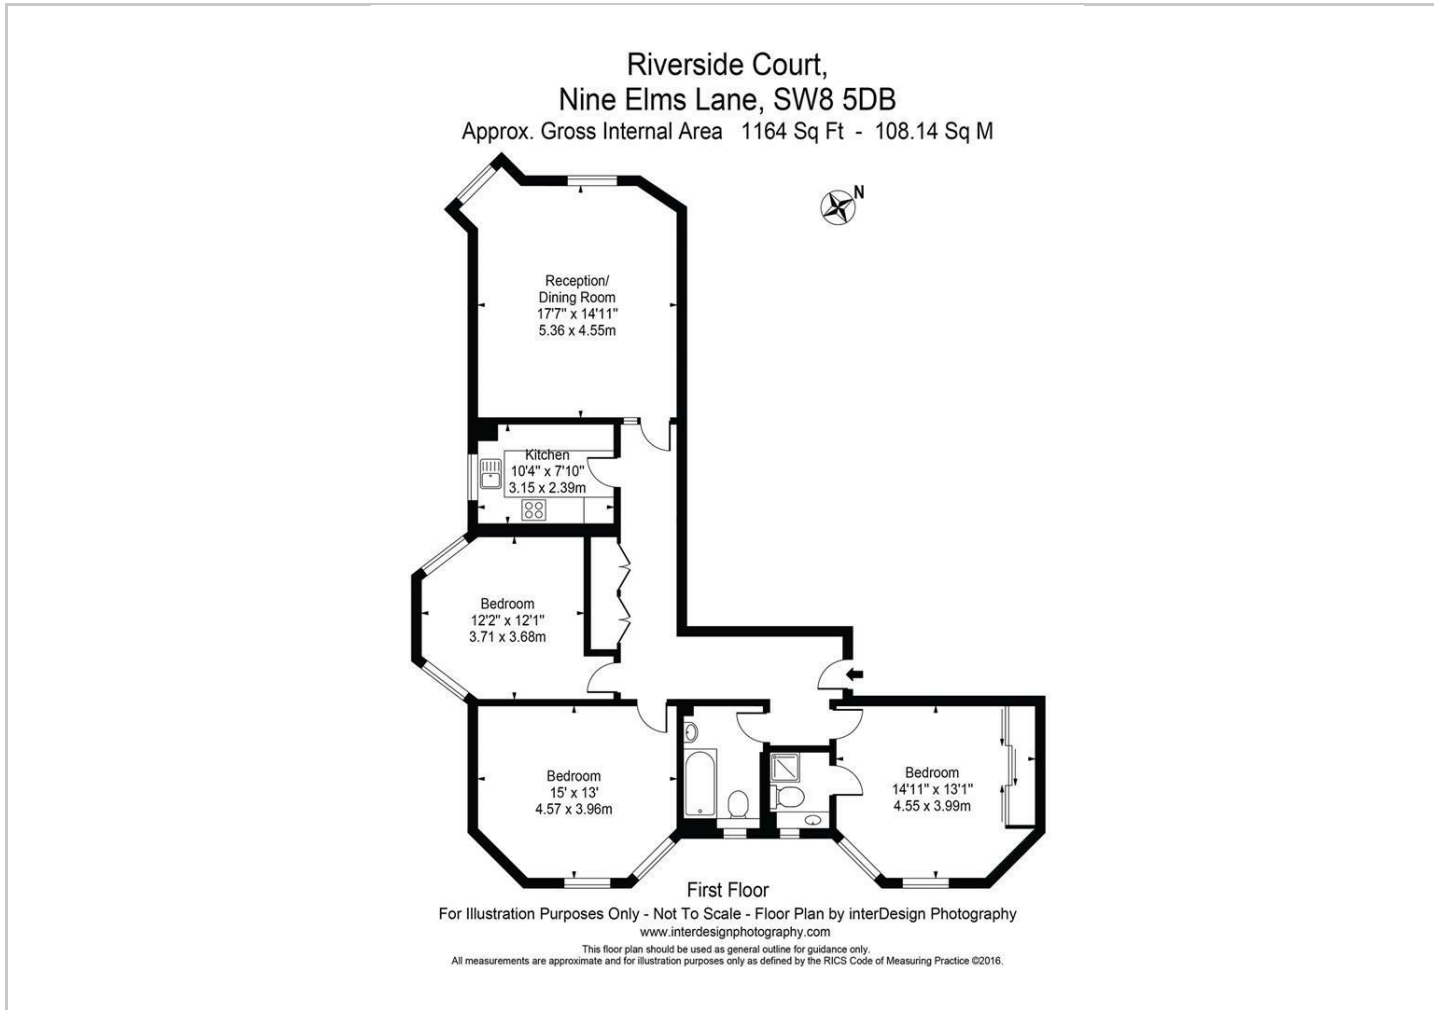 Riverside Court,
Nine Elms Lane, SW8 5DB
Approx. Gross Internal Area 1164 Sq Ft - 108.14 Sq M
N
Reception/
Dining Room
17'7" x 14'11"
5.36 x 4.55m
Kitchen
10'4" x 7'10"
3.15 x 2.39m
Bedroom
12'2" x 12'1"
3.71 x 3.68m
Bedroom
15' x 13'
4.57 x 3.96m
Bedroom
14'11" x 13'1"
4.55 x 3.99m
First Floor
For Illustration Purposes Only - Not To Scale - Floor Plan by interDesign Photography
www.interdesignphotography.com
This floor plan should be used as general outline for guidance only.
All measurements are approximate and for illustration purposes only as defined by the RICS Code of Measuring Practice ©2016.